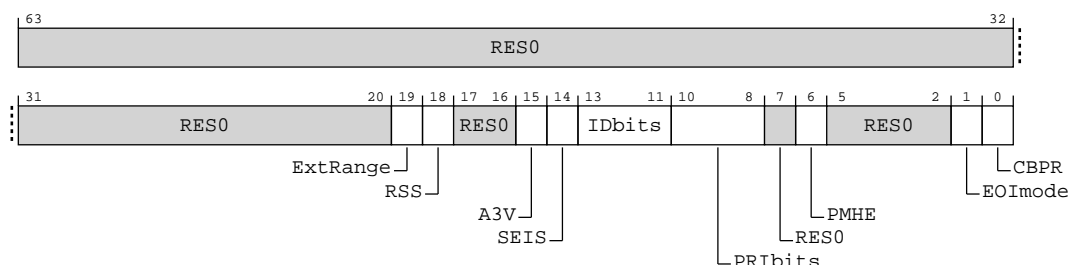 63 32
RES0
31 20 19 18 17 16 15 14 13 11 10 8 7 6 5 2 1 0
RES0 RES0 IDbits RES0
ExtRange CBPR
RSS EOImode
A3V PMHE
SEIS RES0
PRIbits